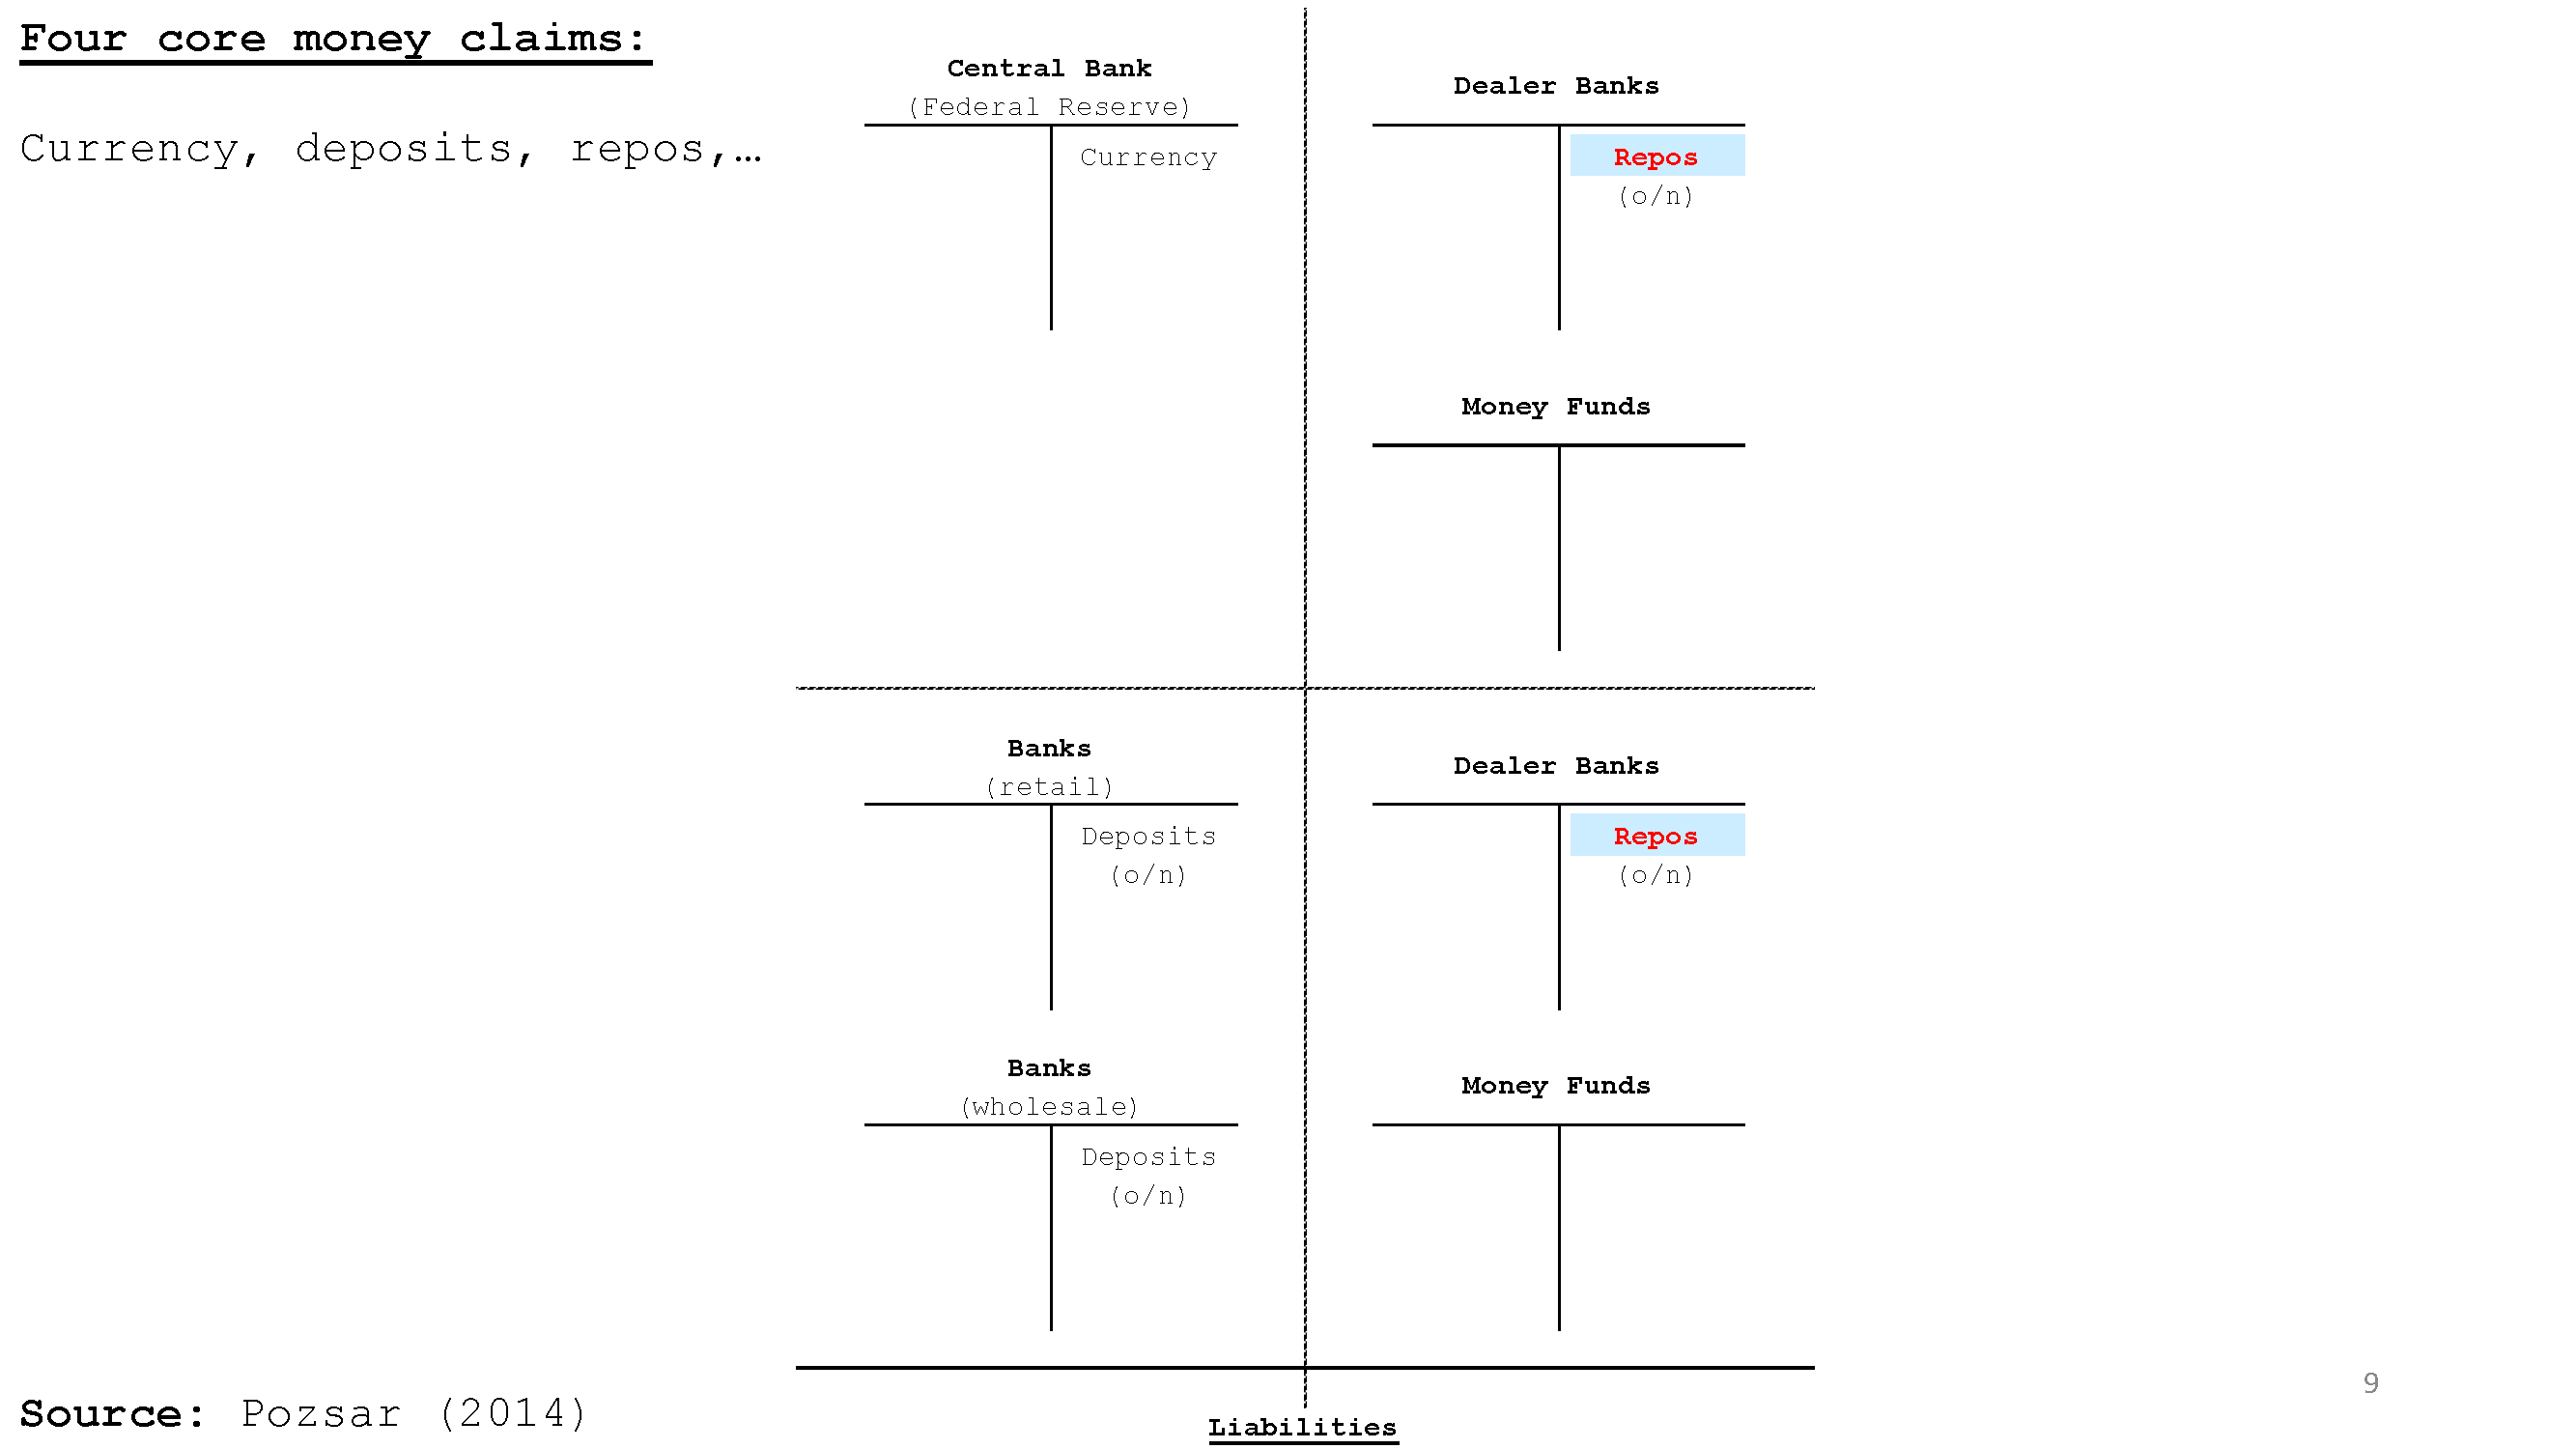 Four core money claims:
Currency, deposits, repos,…
Central Bank
(Federal Reserve)
Currency
Dealer Banks
Repos
(o/n)
Money Funds
Banks
(retail)
Deposits
(o/n)
Dealer Banks
Repos
(o/n)
Banks
(wholesale)
Deposits
(o/n)
Money Funds
Source: Pozsar (2014)
Liabilities
9